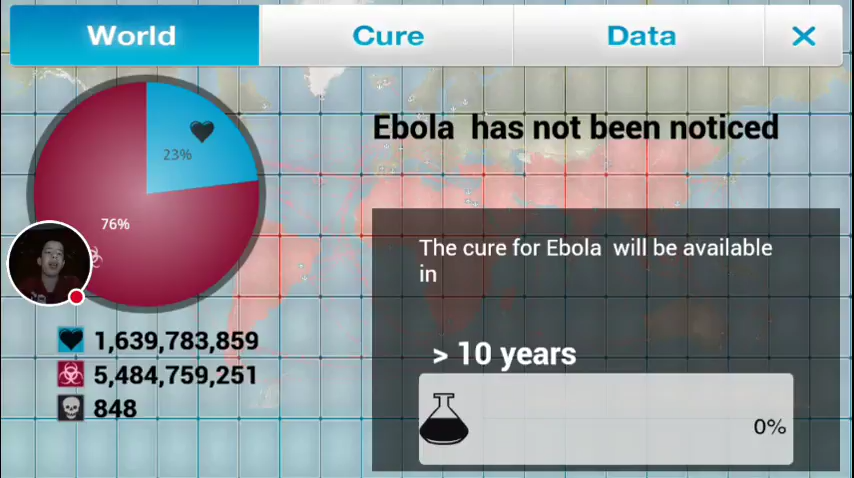 World
Cure
Data
×
Ebola has not been noticed
23%
76%
The cure for Ebola will be available
in
> 10 years
1,639,783,859
5,484,759,251
848
0%